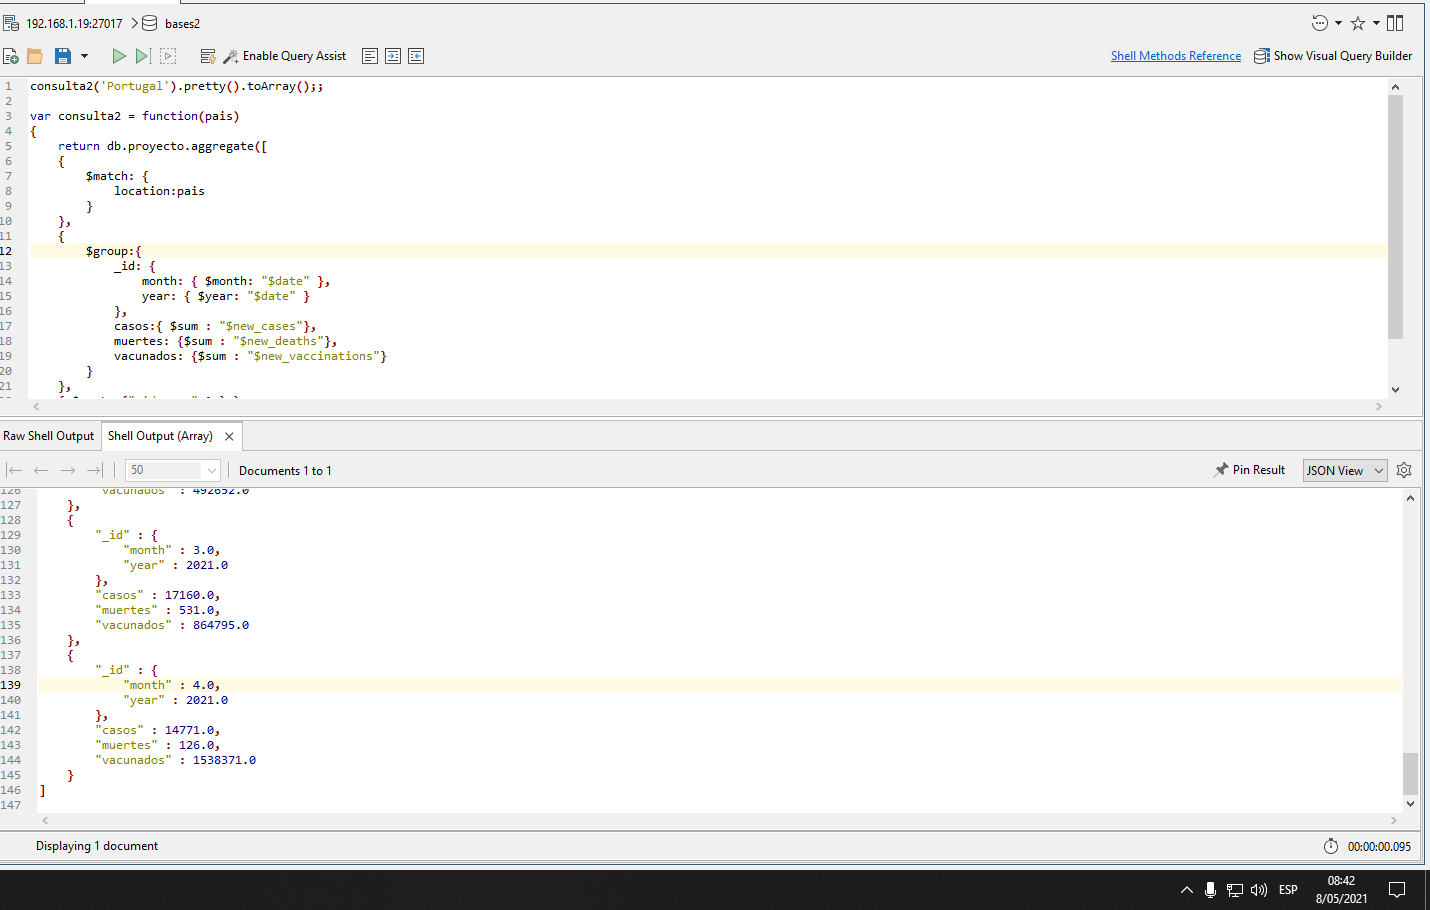 192.168.1.19:27017 > bases2
Enable Query Assist
Shell Methods Reference
Show Visual Query Builder
1 consulta2('Portugal').pretty().toArray();;
2
3 var consulta2 = function(pais)
4 {
5 return db.proyecto.aggregate([
6 {
7 $match: {
8 location:pais
9 }
10 },
11 {
12 $group:{
13 _id: {
14 month: { $month: "$date" },
15 year: { $year: "$date" }
16 },
17 casos:{ $sum : "$new_cases"},
18 muertes: {$sum : "$new_deaths"},
19 vacunados: {$sum : "$new_vaccinations"}
20 }
21 },
Raw Shell Output
Shell Output (Array)
50
Documents 1 to 1
Pin Result
JSON View
126 "vacunados" : 492652.0
127 },
128 {
129 "_id" : {
130 "month" : 3.0,
131 "year" : 2021.0
132 },
133 "casos" : 17160.0,
134 "muertes" : 531.0,
135 "vacunados" : 864795.0
136 },
137 {
138 "_id" : {
139 "month" : 4.0,
140 "year" : 2021.0
141 },
142 "casos" : 14771.0,
143 "muertes" : 126.0,
144 "vacunados" : 1538371.0
145 }
146 ]
147
Displaying 1 document
00:00:00.095
ESP
08:42
8/05/2021